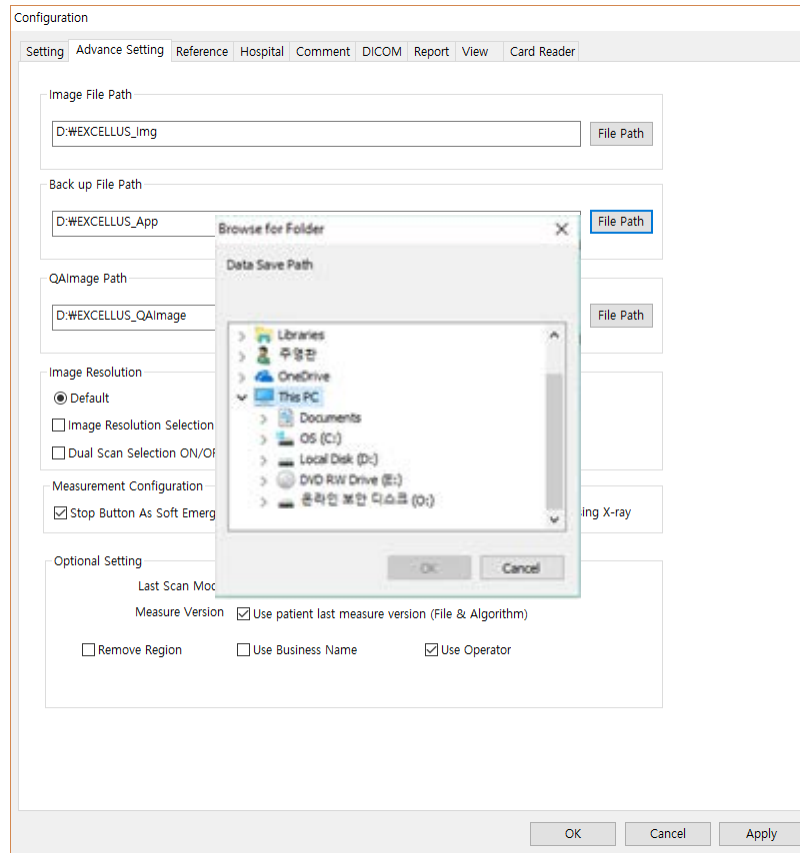 Configuration
Setting Advance Setting Reference Hospital Comment DICOM Report View Card Reader
Image File Path
D:₩EXCELLUS_Img File Path
Back up File Path
D:₩EXCELLUS_App File Path
Browse for Folder
Data Save Path
QAImage Path
D:₩EXCELLUS_QAImage File Path
Libraries
주영판
OneDrive
This PC
Documents
OS (C:)
Local Disk (D:)
DVD RW Drive (E:)
온라인 보안 디스크 (O:)
OK Cancel
Image Resolution
Default
Image Resolution Selection
Dual Scan Selection ON/OF
Measurement Configuration
Stop Button As Soft Emerg ing X-ray
Optional Setting
Last Scan Mod
Measure Version Use patient last measure version (File & Algorithm)
Remove Region Use Business Name Use Operator
OK Cancel Apply